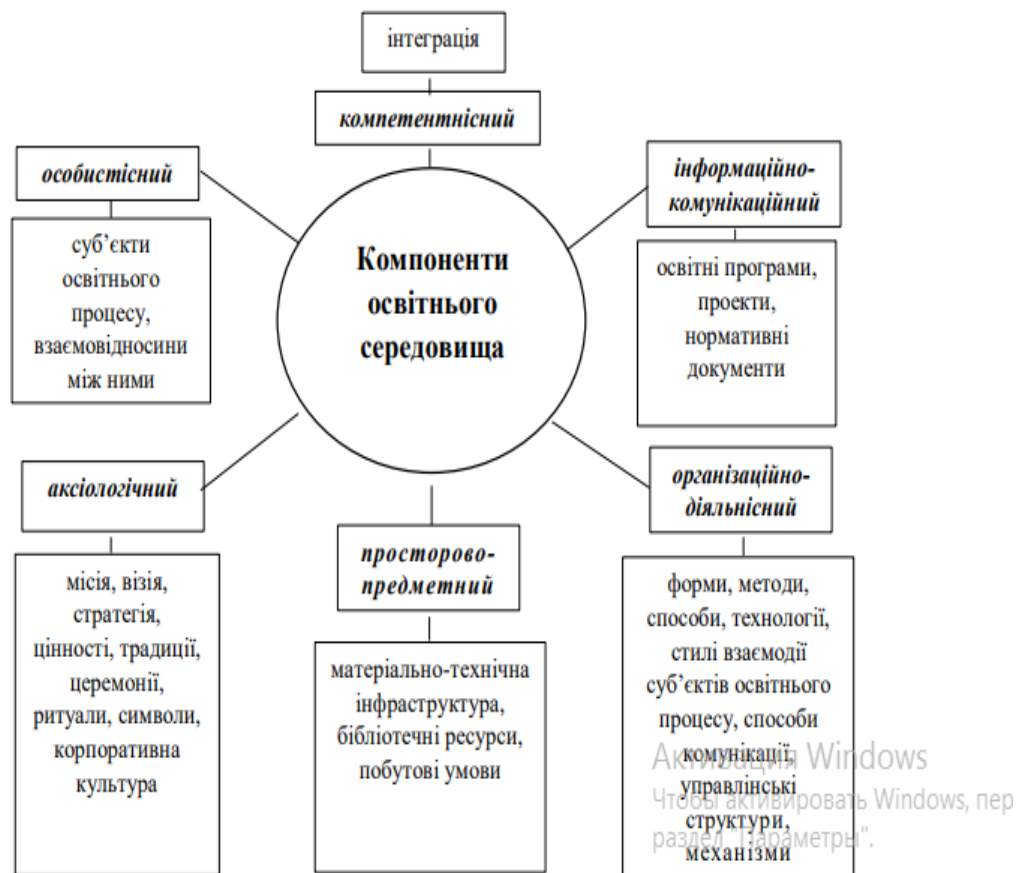 інтеграція
компетентнісний
особистісний
суб’єкти
освітнього
процесу,
взаємовідносини
між ними
Компоненти
освітнього
середовища
інформаційно-
комунікаційний
освітні програми,
проекти,
нормативні
документи
аксіологічний
місія, візія,
стратегія,
цінності, традиції,
церемонії,
ритуали, символи,
корпоративна
культура
просторово-
предметний
матеріально-технічна
інфраструктура,
бібліотечні ресурси,
побутові умови
організаційно-
діяльнісний
форми, методи,
способи, технології,
стилі взаємодії
суб’єктів освітнього
процесу, способи
комунікації,
управлінські
структури,
механізми
Активация Windows
Чтобы активировать Windows, пер
раздел "Параметры".